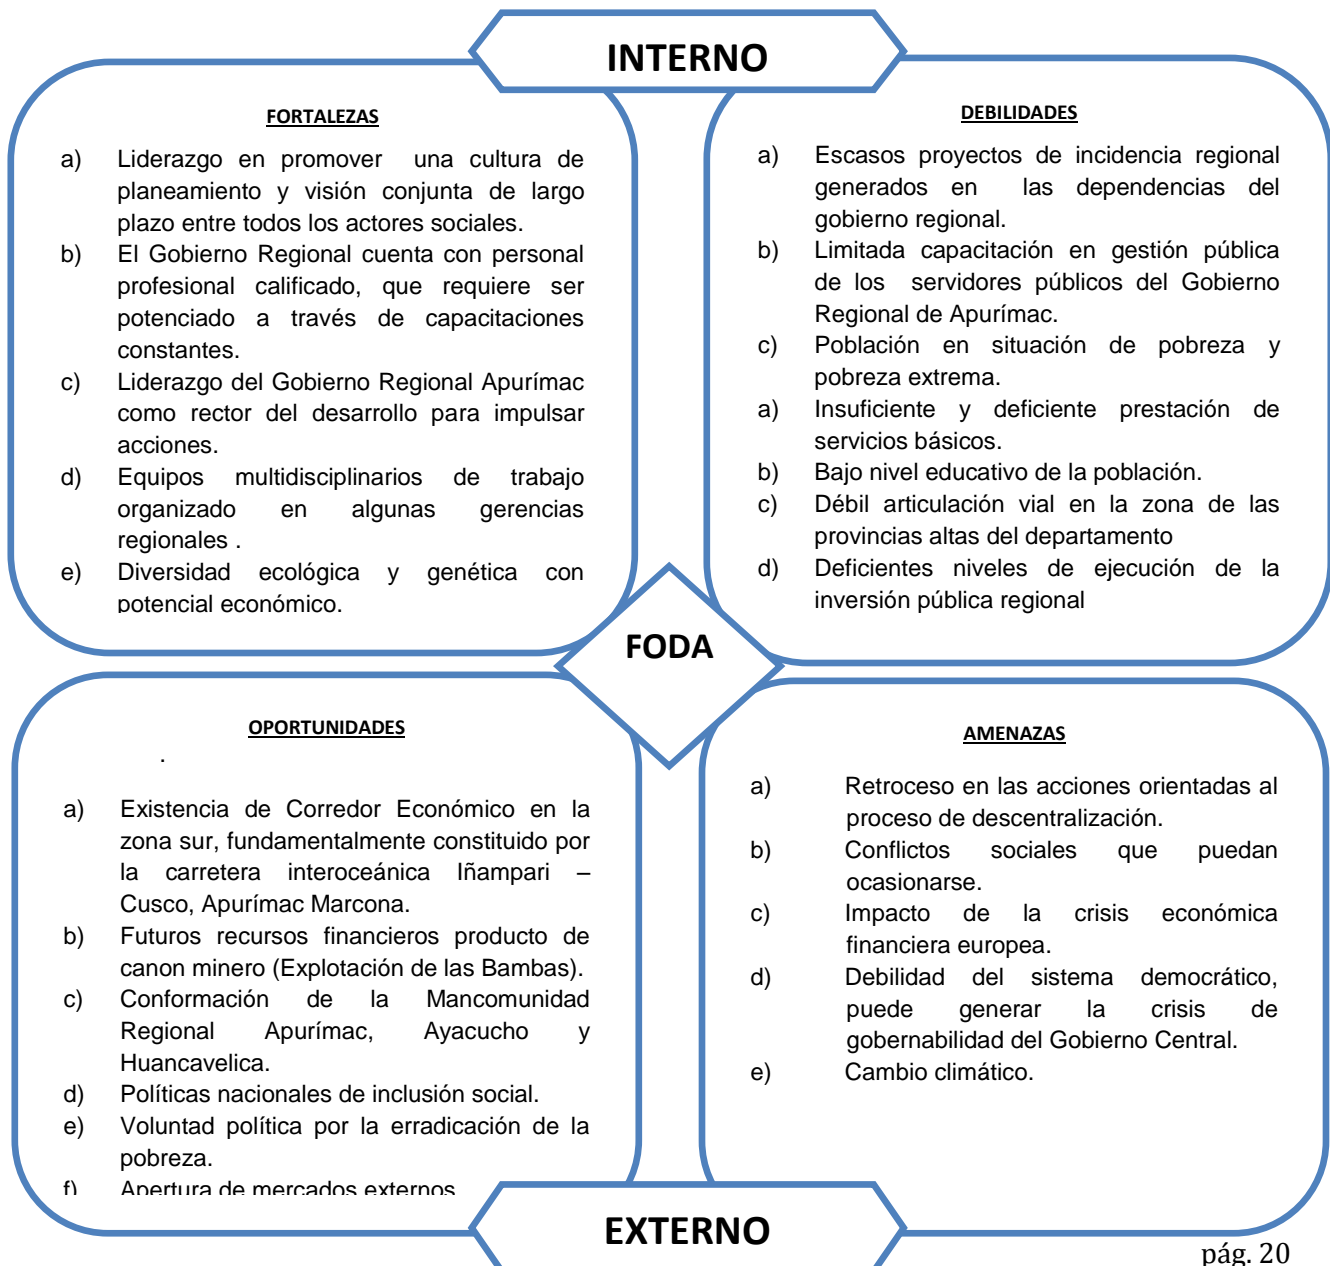 INTERNO
FORTALEZAS
a) Liderazgo en promover una cultura de
planeamiento y visión conjunta de largo
plazo entre todos los actores sociales.
b) El Gobierno Regional cuenta con personal
profesional calificado, que requiere ser
potenciado a través de capacitaciones
constantes.
c) Liderazgo del Gobierno Regional Apurímac
como rector del desarrollo para impulsar
acciones.
d) Equipos multidisciplinarios de trabajo
organizado en algunas gerencias
regionales .
e) Diversidad ecológica y genética con
potencial económico.
DEBILIDADES
a) Escasos proyectos de incidencia regional
generados en las dependencias del
gobierno regional.
b) Limitada capacitación en gestión pública
de los servidores públicos del Gobierno
Regional de Apurímac.
c) Población en situación de pobreza y
pobreza extrema.
a) Insuficiente y deficiente prestación de
servicios básicos.
b) Bajo nivel educativo de la población.
c) Débil articulación vial en la zona de las
provincias altas del departamento
d) Deficientes niveles de ejecución de la
inversión pública regional
FODA
OPORTUNIDADES
.
a) Existencia de Corredor Económico en la
zona sur, fundamentalmente constituido por
la carretera interoceánica Iñampari –
Cusco, Apurímac Marcona.
b) Futuros recursos financieros producto de
canon minero (Explotación de las Bambas).
c) Conformación de la Mancomunidad
Regional Apurímac, Ayacucho y
Huancavelica.
d) Políticas nacionales de inclusión social.
e) Voluntad política por la erradicación de la
pobreza.
f) Apertura de mercados externos
AMENAZAS
a) Retroceso en las acciones orientadas al
proceso de descentralización.
b) Conflictos sociales que puedan
ocasionarse.
c) Impacto de la crisis económica
financiera europea.
d) Debilidad del sistema democrático,
puede generar la crisis de
gobernabilidad del Gobierno Central.
e) Cambio climático.
EXTERNO
pág. 20